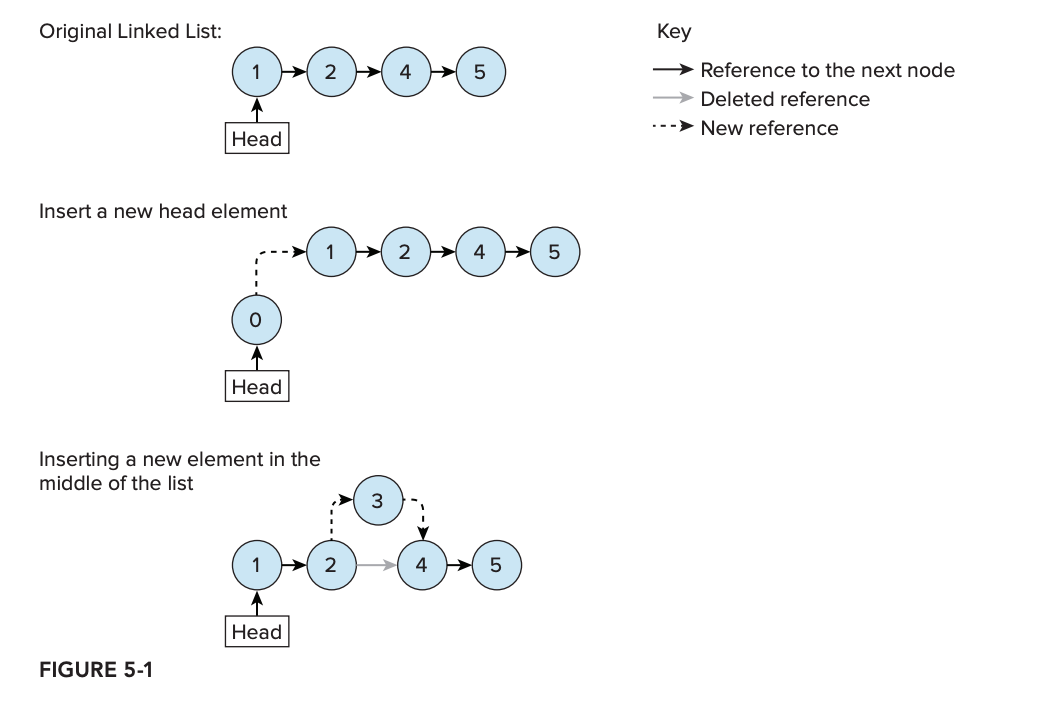 Original Linked List:
1 2 4 5
Head
Key
Reference to the next node
Deleted reference
New reference
Insert a new head element
1 2 4 5
0
Head
Inserting a new element in the
middle of the list
3
1 2 4 5
Head
FIGURE 5-1